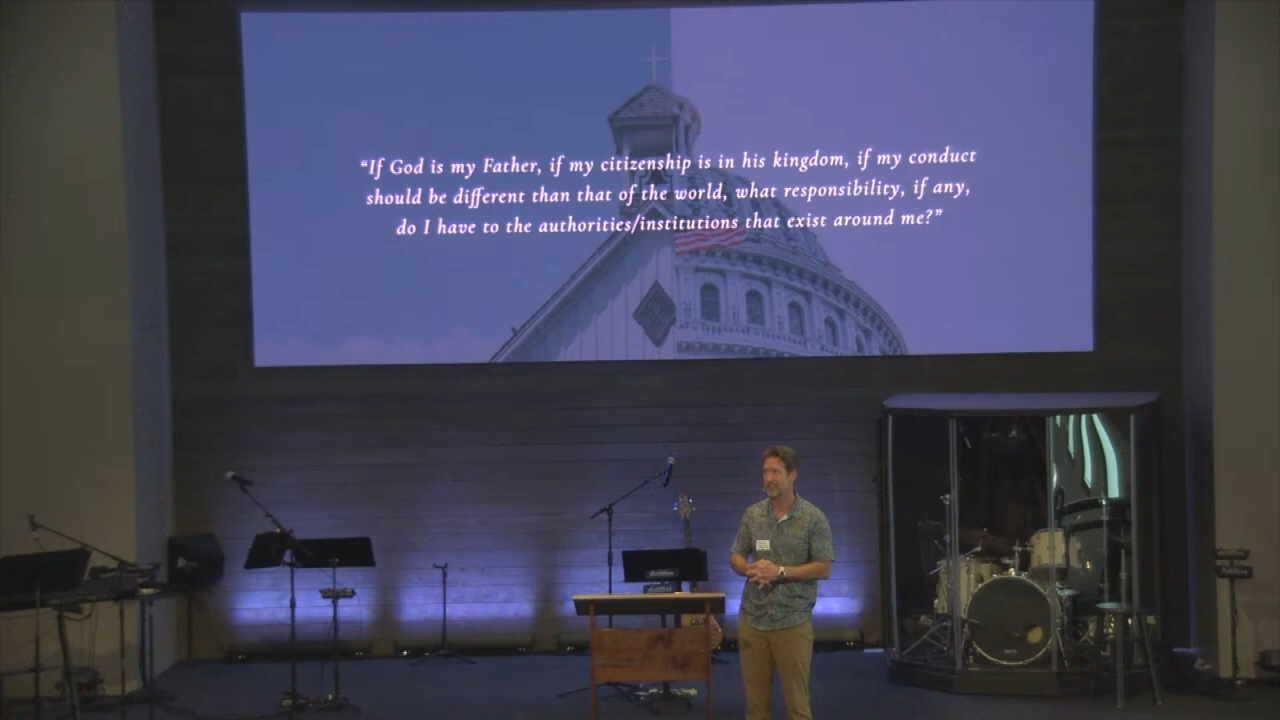 “If God is my Father, if my citizenship is in his kingdom, if my conduct
should be different than that of the world, what responsibility, if any,
do I have to the authorities/institutions that exist around me?”